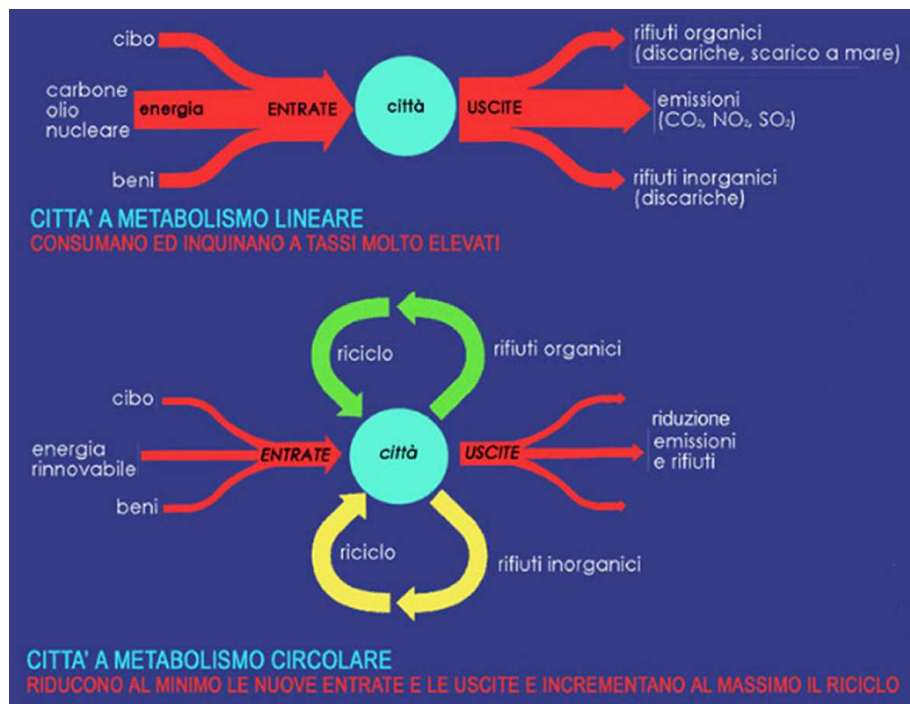 cibo
carbone
olio
nucleare
energia
ENTRATE
beni
città
USCITE
rifiuti organici
(discariche, scarico a mare)
emissioni
(CO₂, NO₂, SO₂)
rifiuti inorganici
(discariche)
CITTA' A METABOLISMO LINEARE
CONSUMANO ED INQUINANO A TASSI MOLTO ELEVATI
riciclo
rifiuti organici
cibo
energia
rinnovabile
beni
ENTRATE
città
USCITE
riduzione
emissioni
e rifiuti
riciclo
rifiuti inorganici
CITTA' A METABOLISMO CIRCOLARE
RIDUCONO AL MINIMO LE NUOVE ENTRATE E LE USCITE E INCREMENTANO AL MASSIMO IL RICICLO